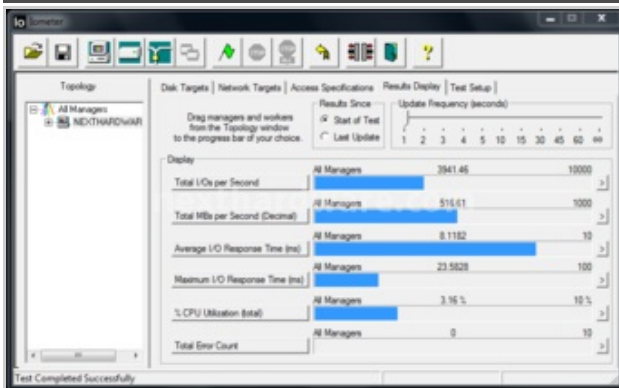 Iometer
Topology
All Managers
NEXTHARDWAR
Disk Targets Network Targets Access Specifications Results Display Test Setup
Drag managers and workers
from the Topology window
to the progress bar of your choice.
Results Since
Start of Test
Last Update
Update Frequency (seconds)
1 2 3 4 5 10 15 30 45 60 ∞
Display
All Managers 3941.46 10000
Total I/Os per Second
All Managers 516.61 1000
Total MBs per Second (Decimal)
All Managers 8.1182 10
Average I/O Response Time (ms)
All Managers 23.5828 100
Maximum I/O Response Time (ms)
All Managers 3.16 % 10 %
% CPU Utilization (total)
All Managers 0 10
Total Error Count
Test Completed Successfully